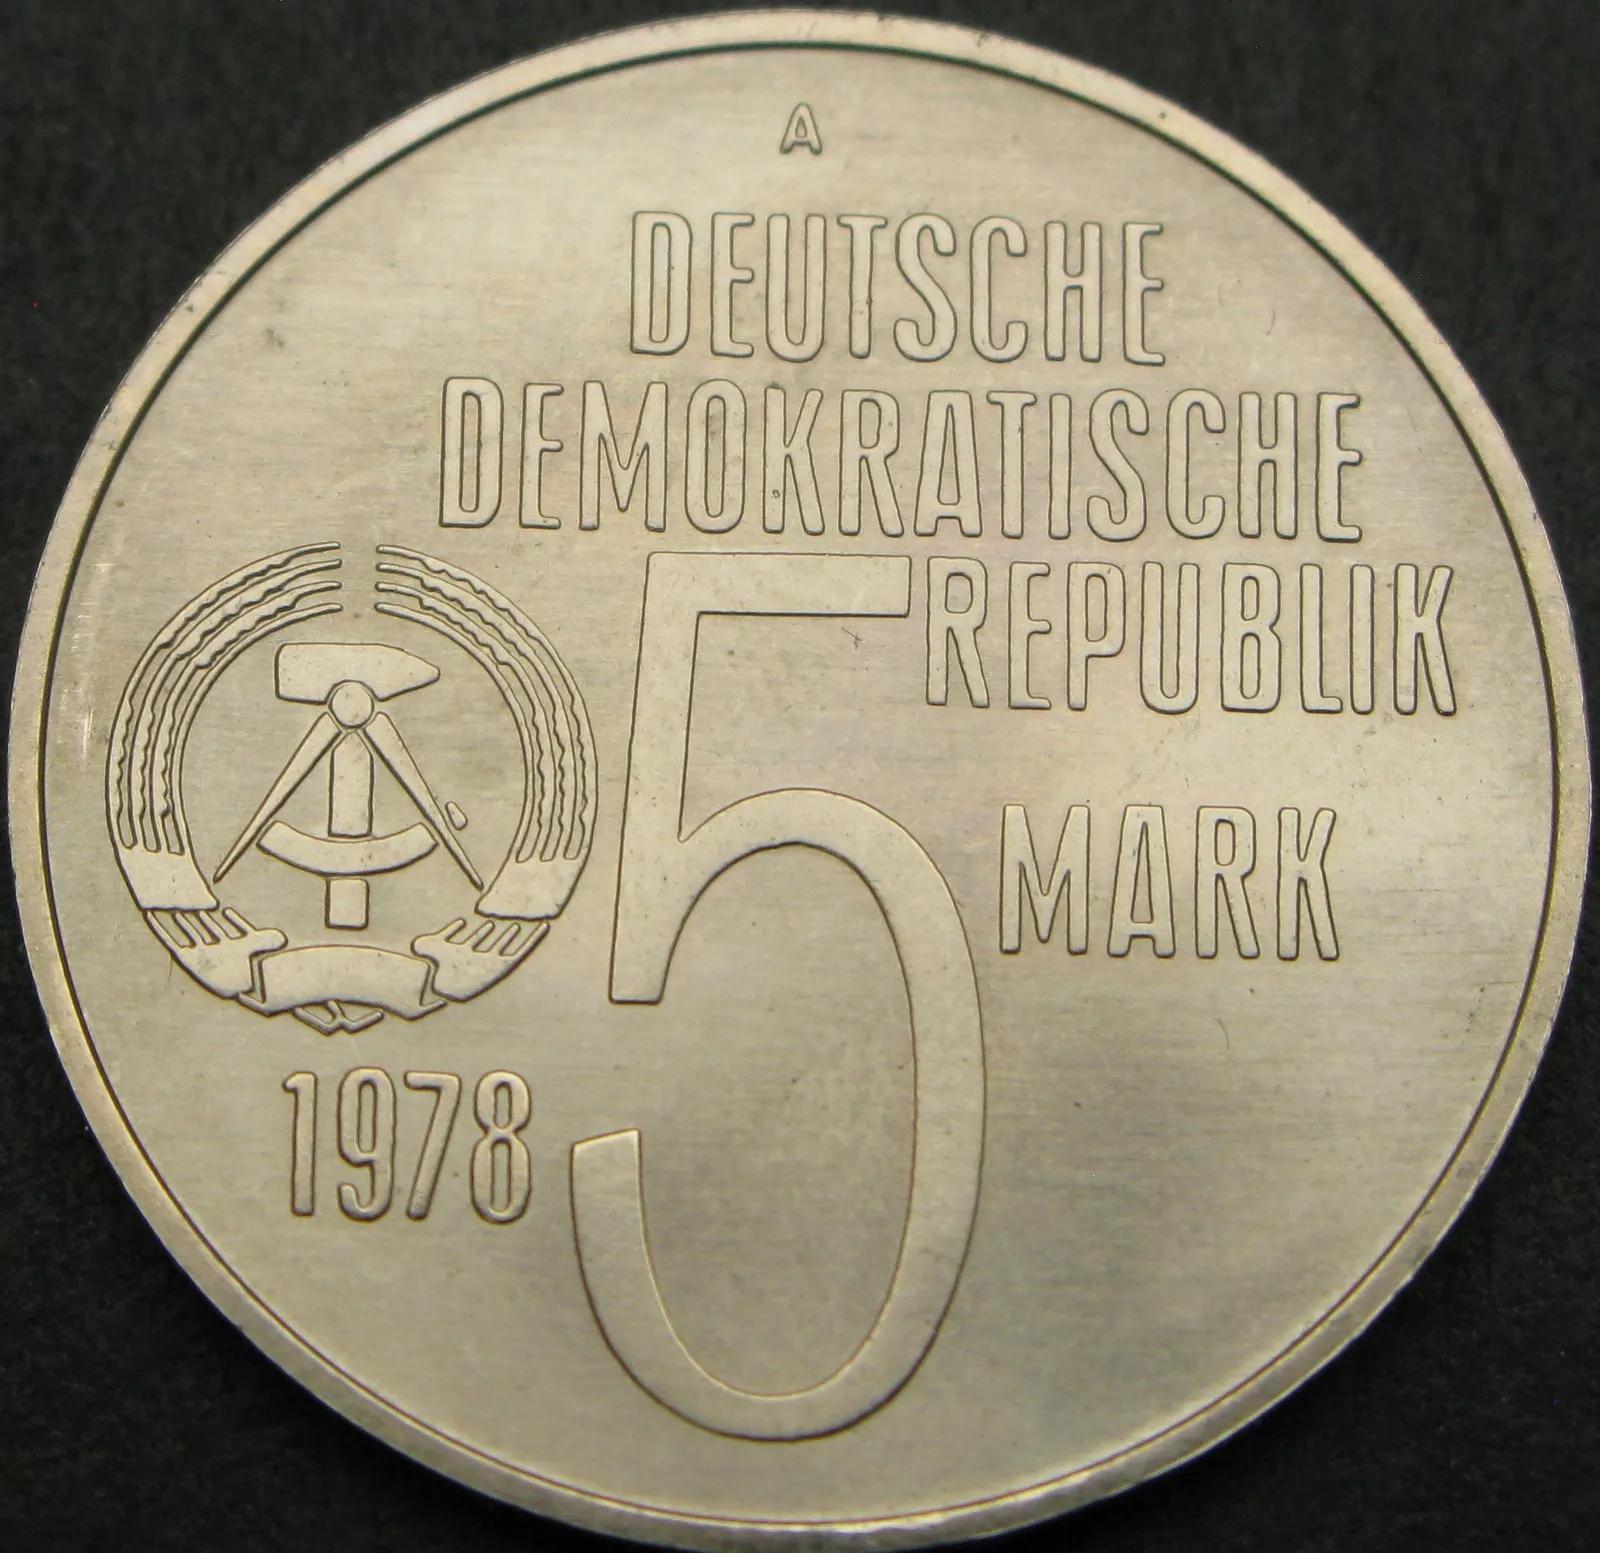 A
DEUTSCHE
DEMOKRATISCHE
REPUBLIK
5
MARK
1978